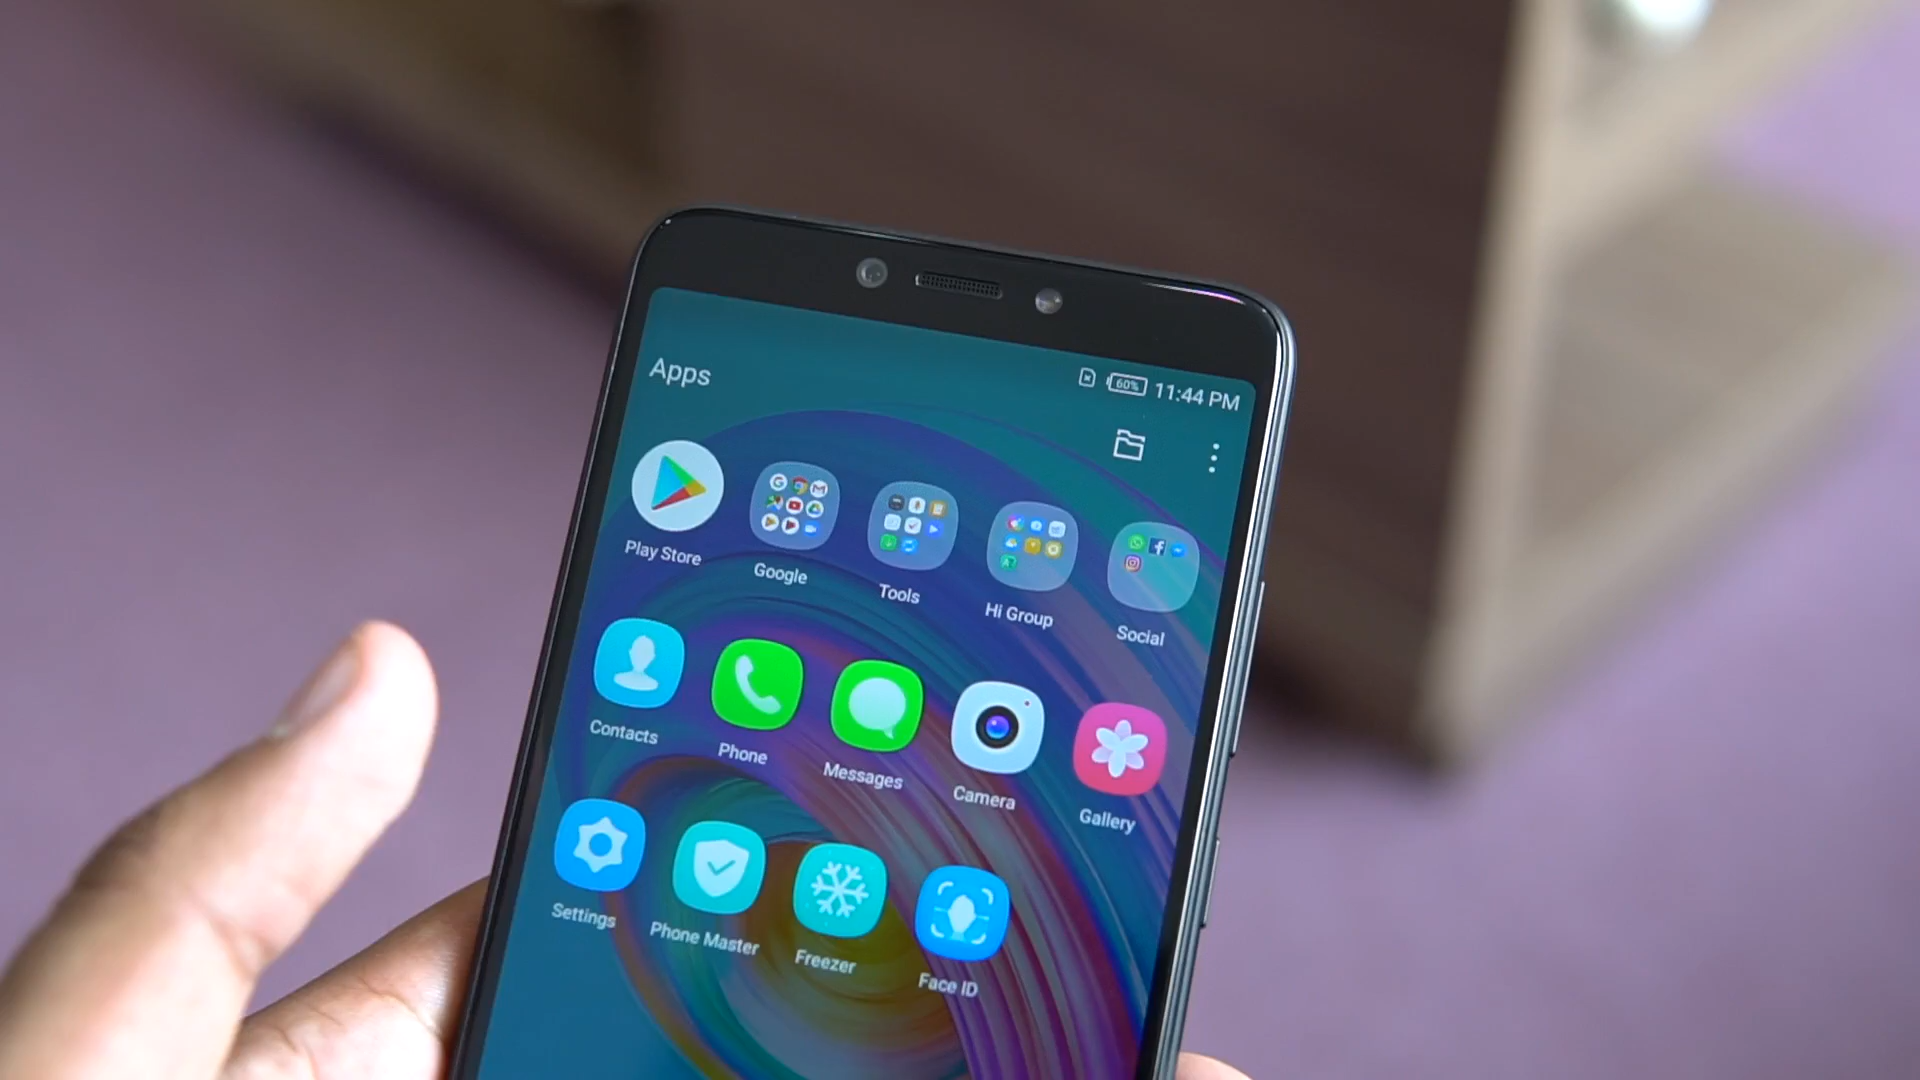 60% 11:44 PM
Apps
Play Store
Google
Tools
Hi Group
Social
Contacts
Phone
Messages
Camera
Gallery
Settings
Phone Master
Freezer
Face ID